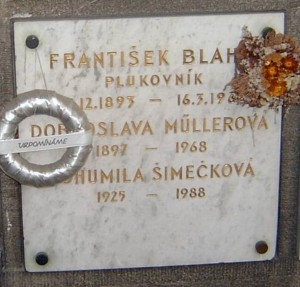 FRANTIŠEK BLAH
PLUKOVNÍK
12.1893 — 16.3.19
DOBROSLAVA MÜLLEROVÁ
1897 — 1968
BOHUMILA ŠIMEČKOVÁ
1925 — 1988
VZPOMÍNÁME